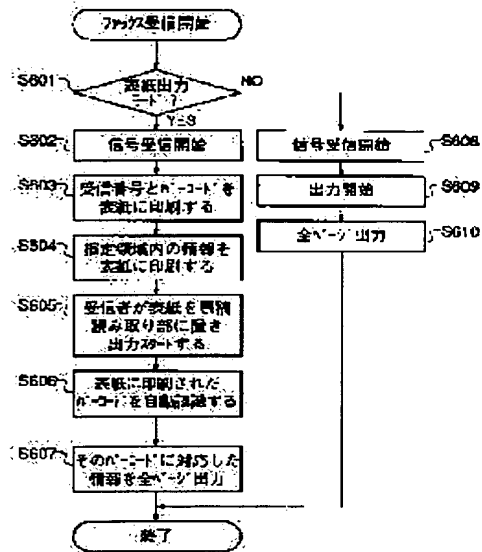 ファックス受信開始
S601
表紙出力
モード?
NO
YES
S602
信号受信開始
S603
受信番号とバーコードを
表紙に印刷する
S604
指定領域内の情報を
表紙に印刷する
S605
受信者が表紙を原稿
読み取り部に置き
出力スタートする
S606
表紙に印刷された
バーコードを自動認識する
S607
そのバーコードに対応した
情報を全ページ出力
S608
信号受信開始
S609
出力開始
S610
全ページ出力
終了